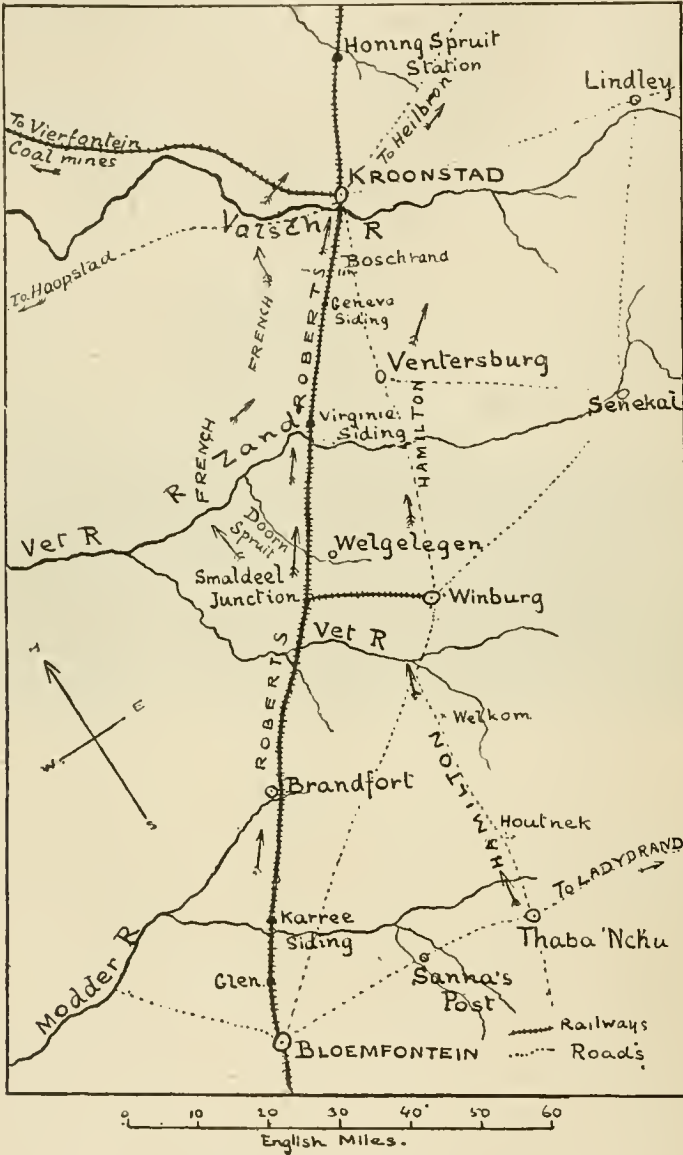 Honing Spruit
Station
Lindley
To Heilbron
To Vierfontein
Coal mines
KROONSTAD
Valsch R
To Hoopstad
Boschrand
FRENCH
ROBERTS
Geneva
Siding
Ventersburg
Senekal
HAMILTON
FRENCH
Zand R
Virginia
Siding
Vet R
Doorn
Spruit
Welgelegen
Smaldeel
Junction
Winburg
Vet R
ROBERTS
Welkom
E
W
S
HAMILTON
Brandfort
Houtnek
To LADYDRAND
Karree
Siding
Thaba 'Nchu
Modder R
Glen
Sanna's
Post
BLOEMFONTEIN
Railways
Roads
0 10 20 30 40 50 60
English Miles.